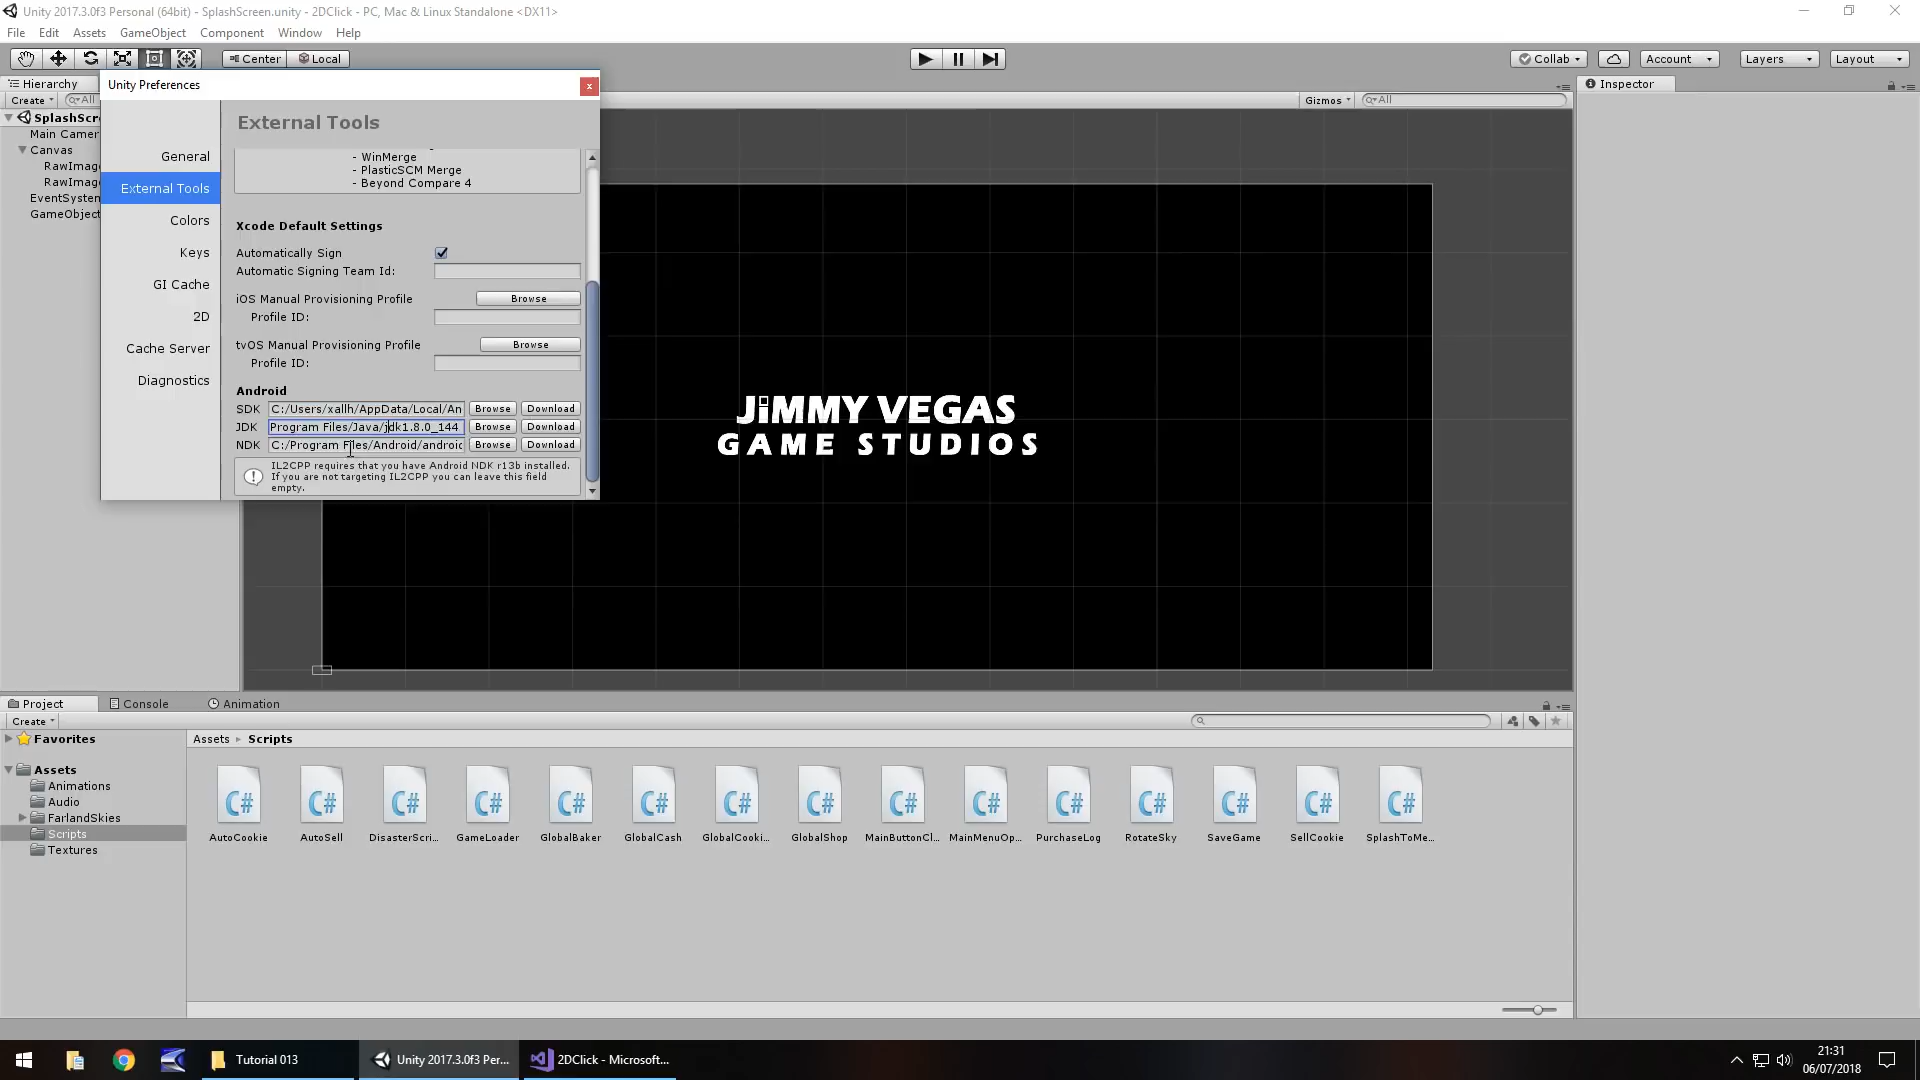 Unity 2017.3.0f3 Personal (64bit) - SplashScreen.unity - 2DClick - PC, Mac & Linux Standalone <DX11>
File Edit Assets GameObject Component Window Help
Center Local
Collab Account Layers Layout
Hierarchy
Create All
SplashScre
Main Camer
Canvas
RawImag
RawImag
EventSysten
GameObject
Unity Preferences
x
General
External Tools
Colors
Keys
GI Cache
2D
Cache Server
Diagnostics
External Tools
- WinMerge
- PlasticSCM Merge
- Beyond Compare 4
Xcode Default Settings
Automatically Sign
Automatic Signing Team Id:
iOS Manual Provisioning Profile Browse
Profile ID:
tvOS Manual Provisioning Profile Browse
Profile ID:
Android
SDK C:/Users/xallh/AppData/Local/An Browse Download
JDK Program Files/Java/jdk1.8.0_144 Browse Download
NDK C:/Program Files/Android/android Browse Download
IL2CPP requires that you have Android NDK r13b installed.
If you are not targeting IL2CPP you can leave this field
empty.
Gizmos All
Inspector
JiMMY VEGAS
GAME STUDIOS
Project Console Animation
Create
Favorites
Assets
Animations
Audio
FarlandSkies
Scripts
Textures
Assets Scripts
C# C# C# C# C# C# C# C# C# C# C# C# C# C# C#
AutoCookie AutoSell DisasterScri... GameLoader GlobalBaker GlobalCash GlobalCooki... GlobalShop MainButtonCl... MainMenuOp... PurchaseLog RotateSky SaveGame SellCookie SplashToMe...
Tutorial 013
Unity 2017.3.0f3 Per...
2DClick - Microsoft...
21:31
06/07/2018